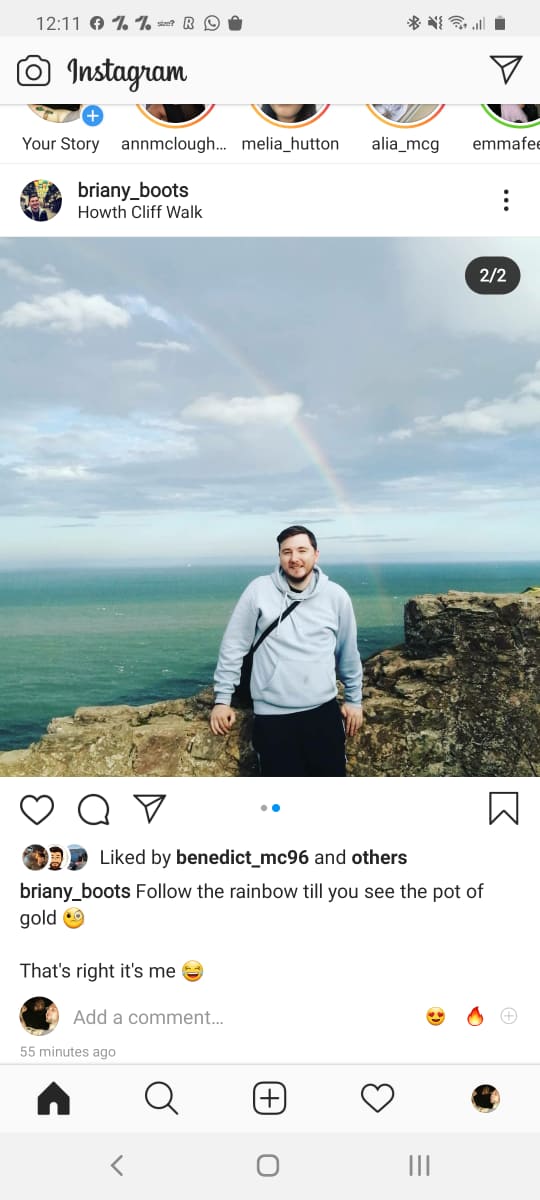 12:11
Instagram
Your Story annmclough... melia_hutton alia_mcg emmafee
briany_boots
Howth Cliff Walk
2/2
Liked by benedict_mc96 and others
briany_boots Follow the rainbow till you see the pot of
gold 🧐
That's right it's me 😂
Add a comment...
55 minutes ago